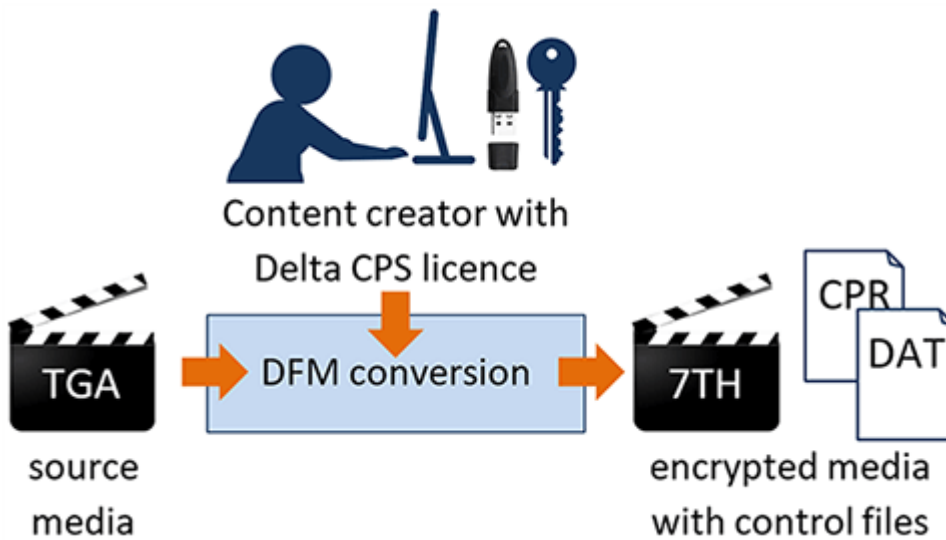 Content creator with
Delta CPS licence
TGA
DFM conversion
7TH
CPR
DAT
source
media
encrypted media
with control files